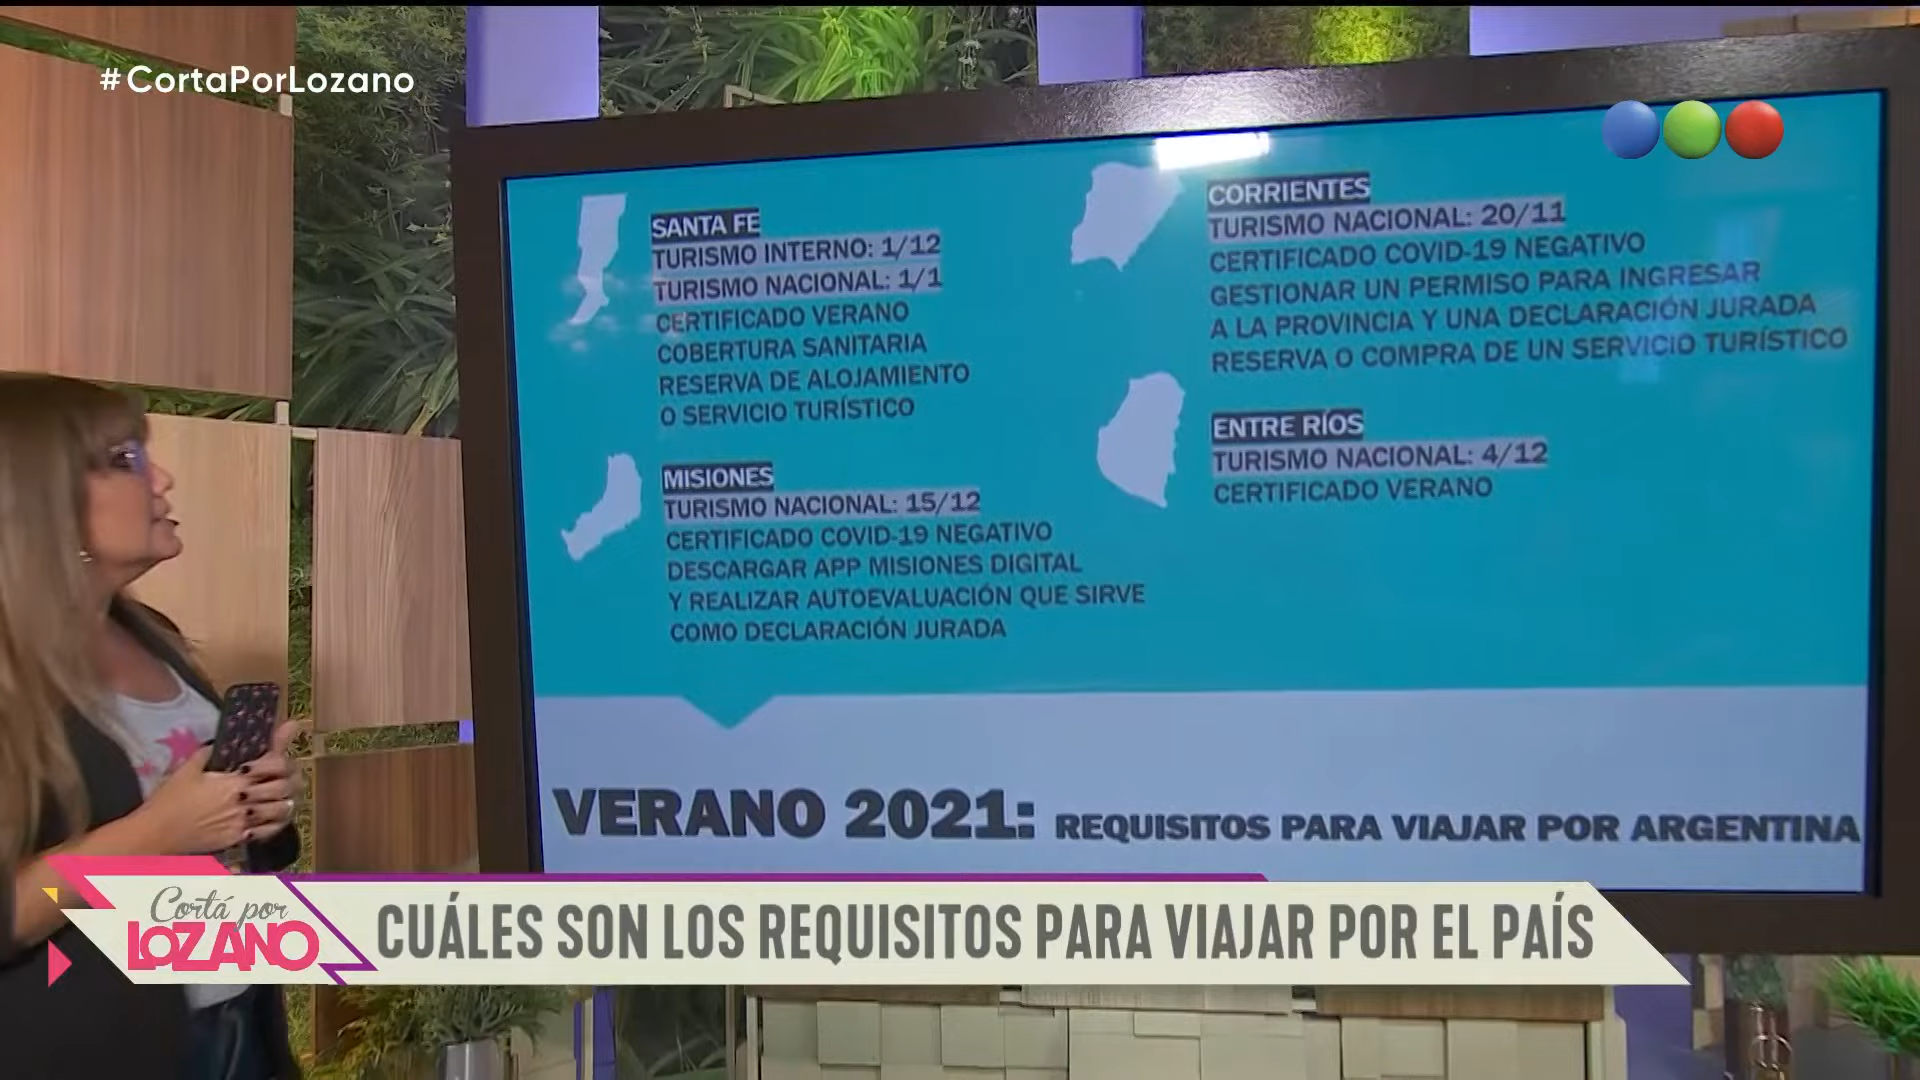 #CortaPorLozano
SANTA FE
TURISMO INTERNO: 1/12
TURISMO NACIONAL: 1/1
CERTIFICADO VERANO
COBERTURA SANITARIA
RESERVA DE ALOJAMIENTO
O SERVICIO TURÍSTICO
MISIONES
TURISMO NACIONAL: 15/12
CERTIFICADO COVID-19 NEGATIVO
DESCARGAR APP MISIONES DIGITAL
Y REALIZAR AUTOEVALUACIÓN QUE SIRVE
COMO DECLARACIÓN JURADA
CORRIENTES
TURISMO NACIONAL: 20/11
CERTIFICADO COVID-19 NEGATIVO
GESTIONAR UN PERMISO PARA INGRESAR
A LA PROVINCIA Y UNA DECLARACIÓN JURADA
RESERVA O COMPRA DE UN SERVICIO TURÍSTICO
ENTRE RÍOS
TURISMO NACIONAL: 4/12
CERTIFICADO VERANO
VERANO 2021: REQUISITOS PARA VIAJAR POR ARGENTINA
Cortá por
LOZANO
CUÁLES SON LOS REQUISITOS PARA VIAJAR POR EL PAÍS